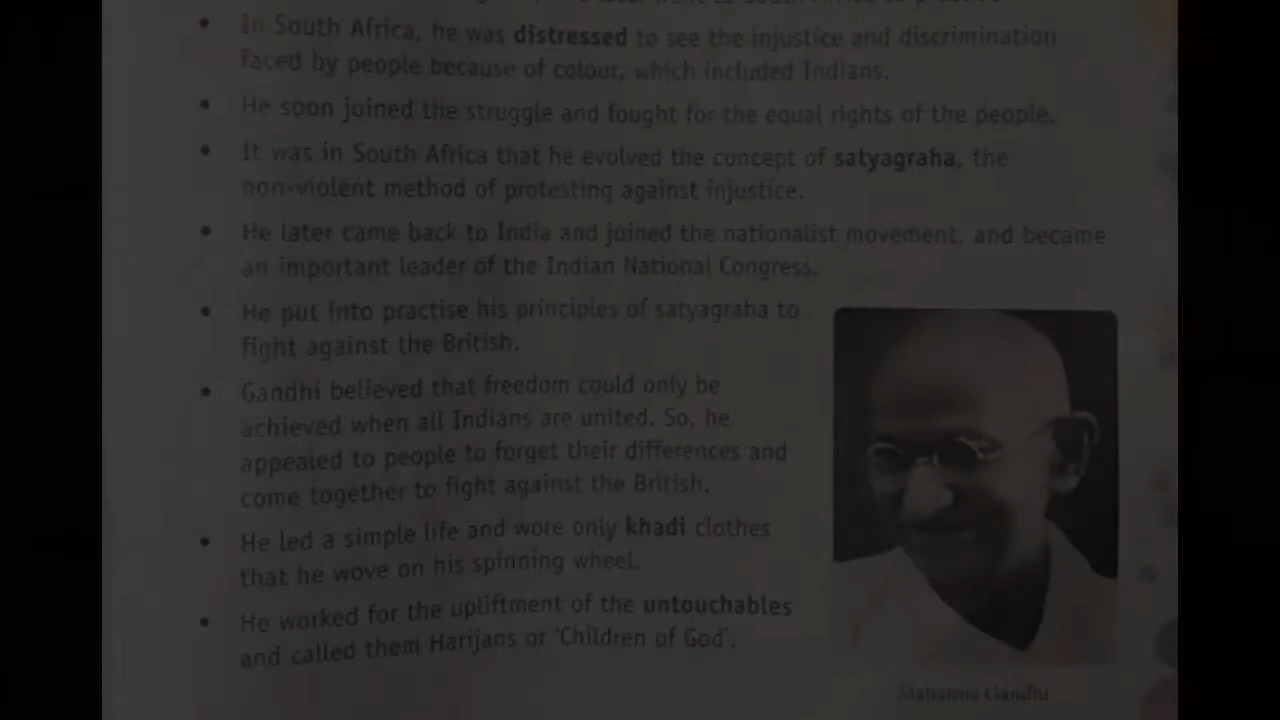 In South Africa, he was distressed to see the injustice and discrimination
faced by people because of colour, which included Indians.
He soon joined the struggle and fought for the equal rights of the people.
It was in South Africa that he evolved the concept of satyagraha, the
non-violent method of protesting against injustice.
He later came back to India and joined the nationalist movement, and became
an important leader of the Indian National Congress.
He put into practise his principles of satyagraha to
fight against the British.
Gandhi believed that freedom could only be
achieved when all Indians are united. So, he
appealed to people to forget their differences and
come together to fight against the British.
He led a simple life and wore only khadi clothes
that he wove on his spinning wheel.
He worked for the upliftment of the untouchables
and called them Harijans or 'Children of God'.
Mahatma Gandhi